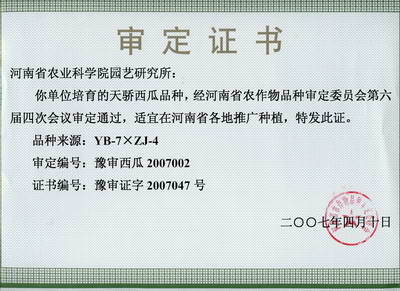 审定证书
河南省农业科学院园艺研究所：
你单位培育的天骄西瓜品种，经河南省农作物品种审定委员会第六
届四次会议审定通过，适宜在河南省各地推广种植，特发此证。
品种来源：YB-7×ZJ-4
审定编号：豫审西瓜 2007002
证书编号：豫审证字 2007047 号
二〇〇七年四月十日